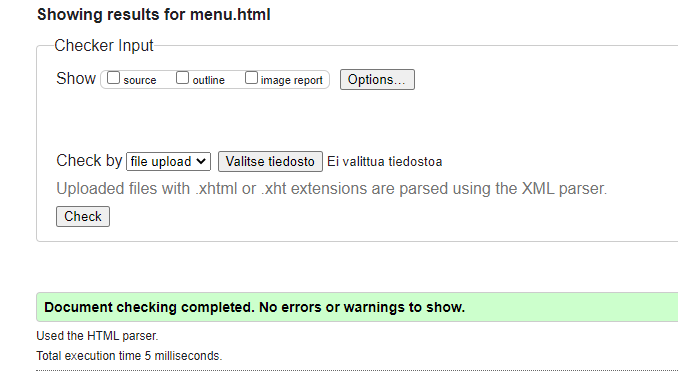 Showing results for menu.html
Checker Input
Show source outline image report Options...
Check by file upload Valitse tiedosto Ei valittua tiedostoa
Uploaded files with .xhtml or .xht extensions are parsed using the XML parser.
Check
Document checking completed. No errors or warnings to show.
Used the HTML parser.
Total execution time 5 milliseconds.